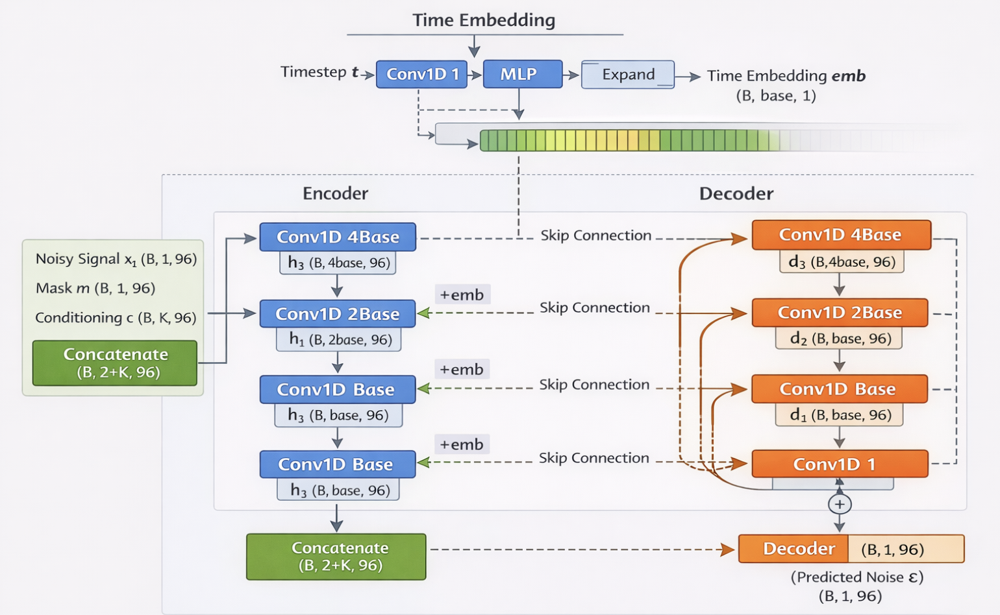 Time Embedding
Timestep t
Conv1D 1
MLP
Expand
Time Embedding emb
(B, base, 1)
Encoder
Decoder
Noisy Signal x₁ (B, 1, 96)
Mask m (B, 1, 96)
Conditioning c (B, K, 96)
Concatenate
(B, 2+K, 96)
Conv1D 4Base
h₃ (B, 4base, 96)
Skip Connection
Conv1D 4Base
d₃ (B,4base, 96)
Conv1D 2Base
h₁ (B, 2base, 96)
+emb
Skip Connection
Conv1D 2Base
d₂ (B, base, 96)
Conv1D Base
h₃ (B, base, 96)
+emb
Skip Connection
Conv1D Base
d₁ (B, base, 96)
Conv1D Base
h₃ (B, base, 96)
+emb
Skip Connection
Conv1D 1
+
Concatenate
(B, 2+K, 96)
Decoder
(B, 1, 96)
(Predicted Noise ε)
(B, 1, 96)